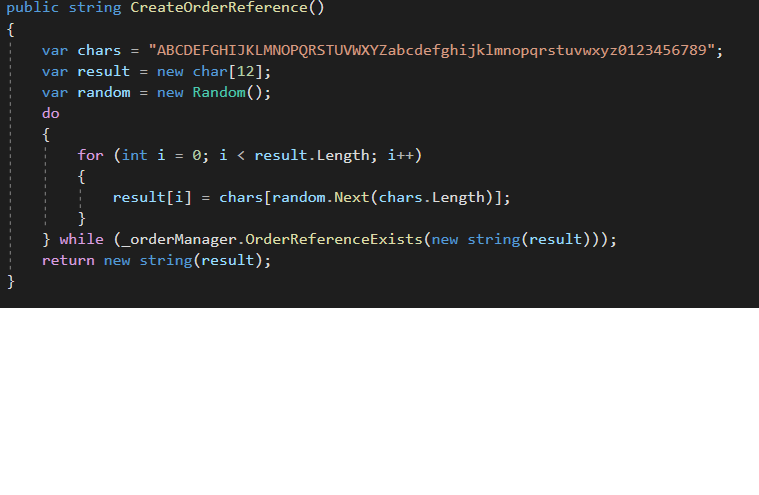 public string CreateOrderReference()
{
    var chars = "ABCDEFGHIJKLMNOPQRSTUVWXYZabcdefghijklmnopqrstuvwxyz0123456789";
    var result = new char[12];
    var random = new Random();
    do
    {
        for (int i = 0; i < result.Length; i++)
        {
            result[i] = chars[random.Next(chars.Length)];
        }
    } while (_orderManager.OrderReferenceExists(new string(result)));
    return new string(result);
}